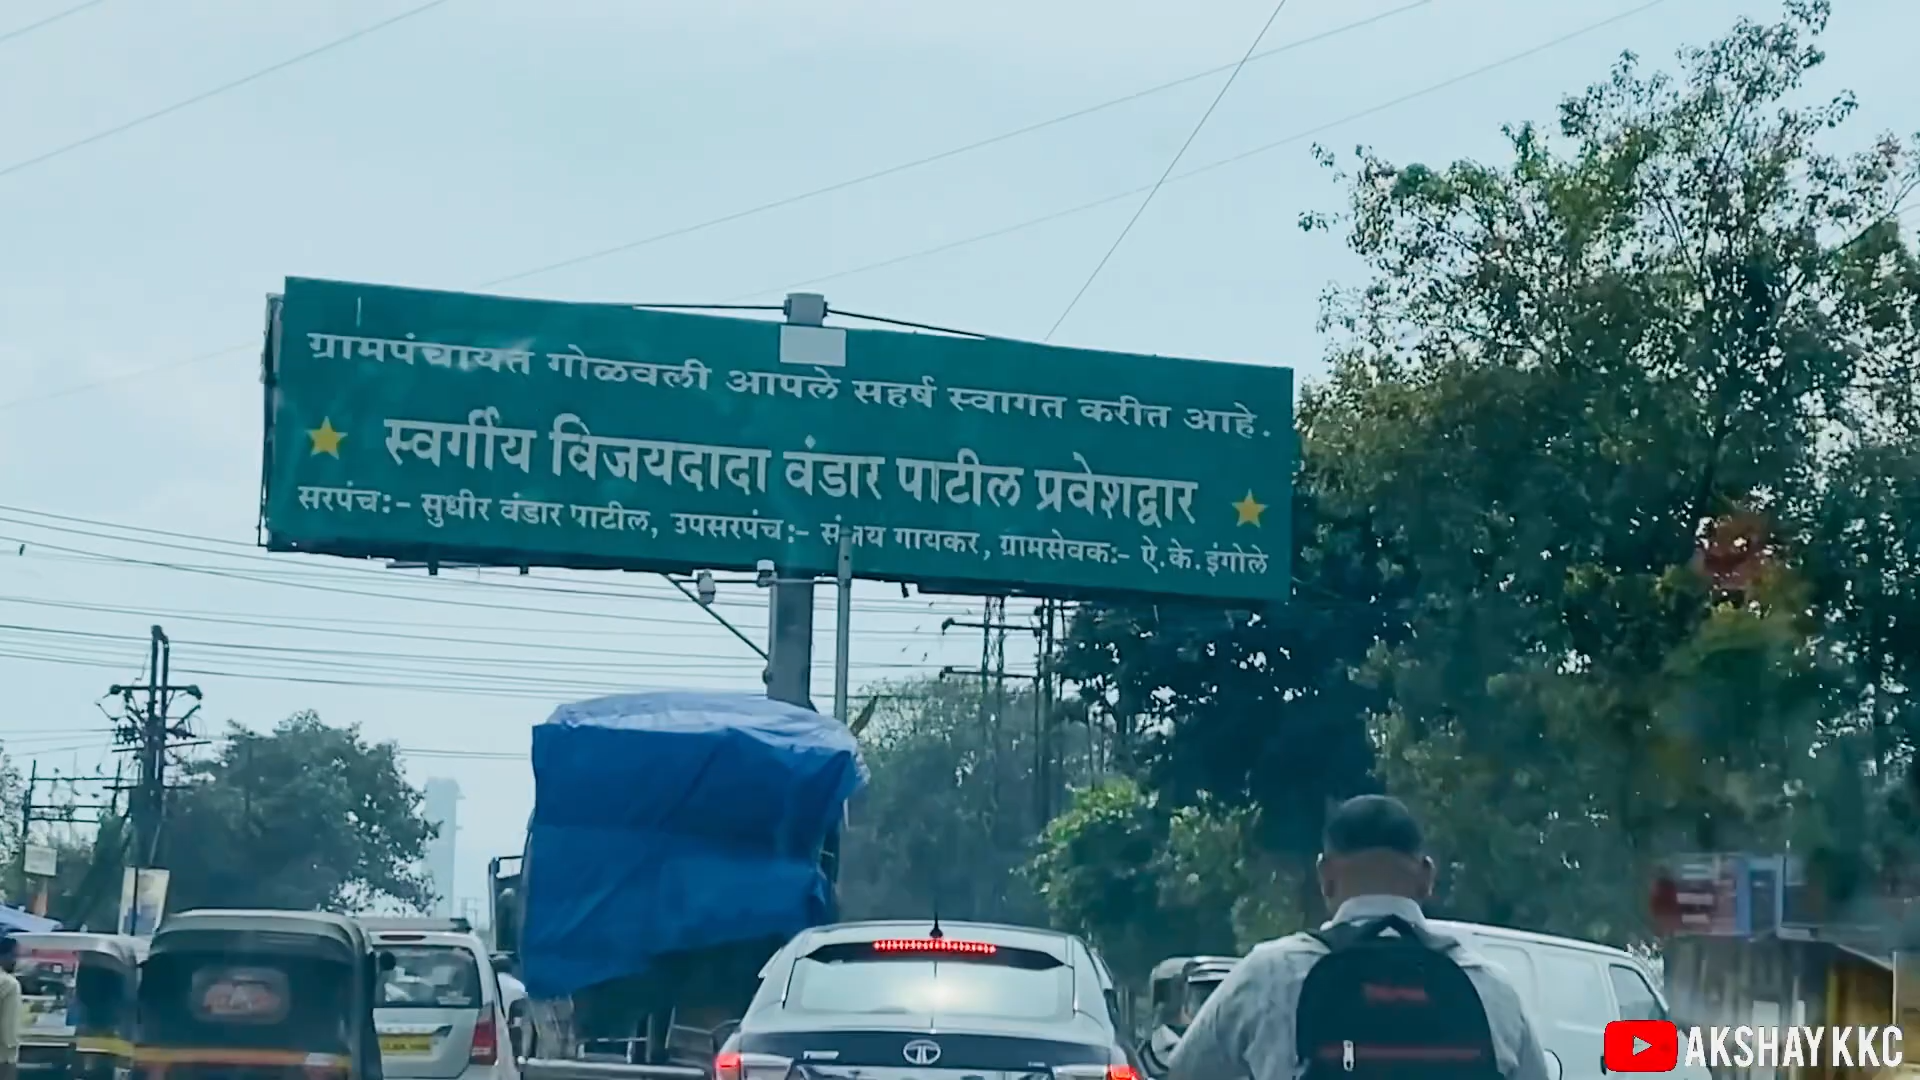 ग्रामपंचायत गोळवली आपले सहर्ष स्वागत करीत आहे.
स्वर्गीय विजयदादा वंडार पाटील प्रवेशद्वार
सरपंच:- सुधीर वंडार पाटील, उपसरपंच:- संजय गायकर, ग्रामसेवक:- ऐ.के.इंगोले
AKSHAY KKC